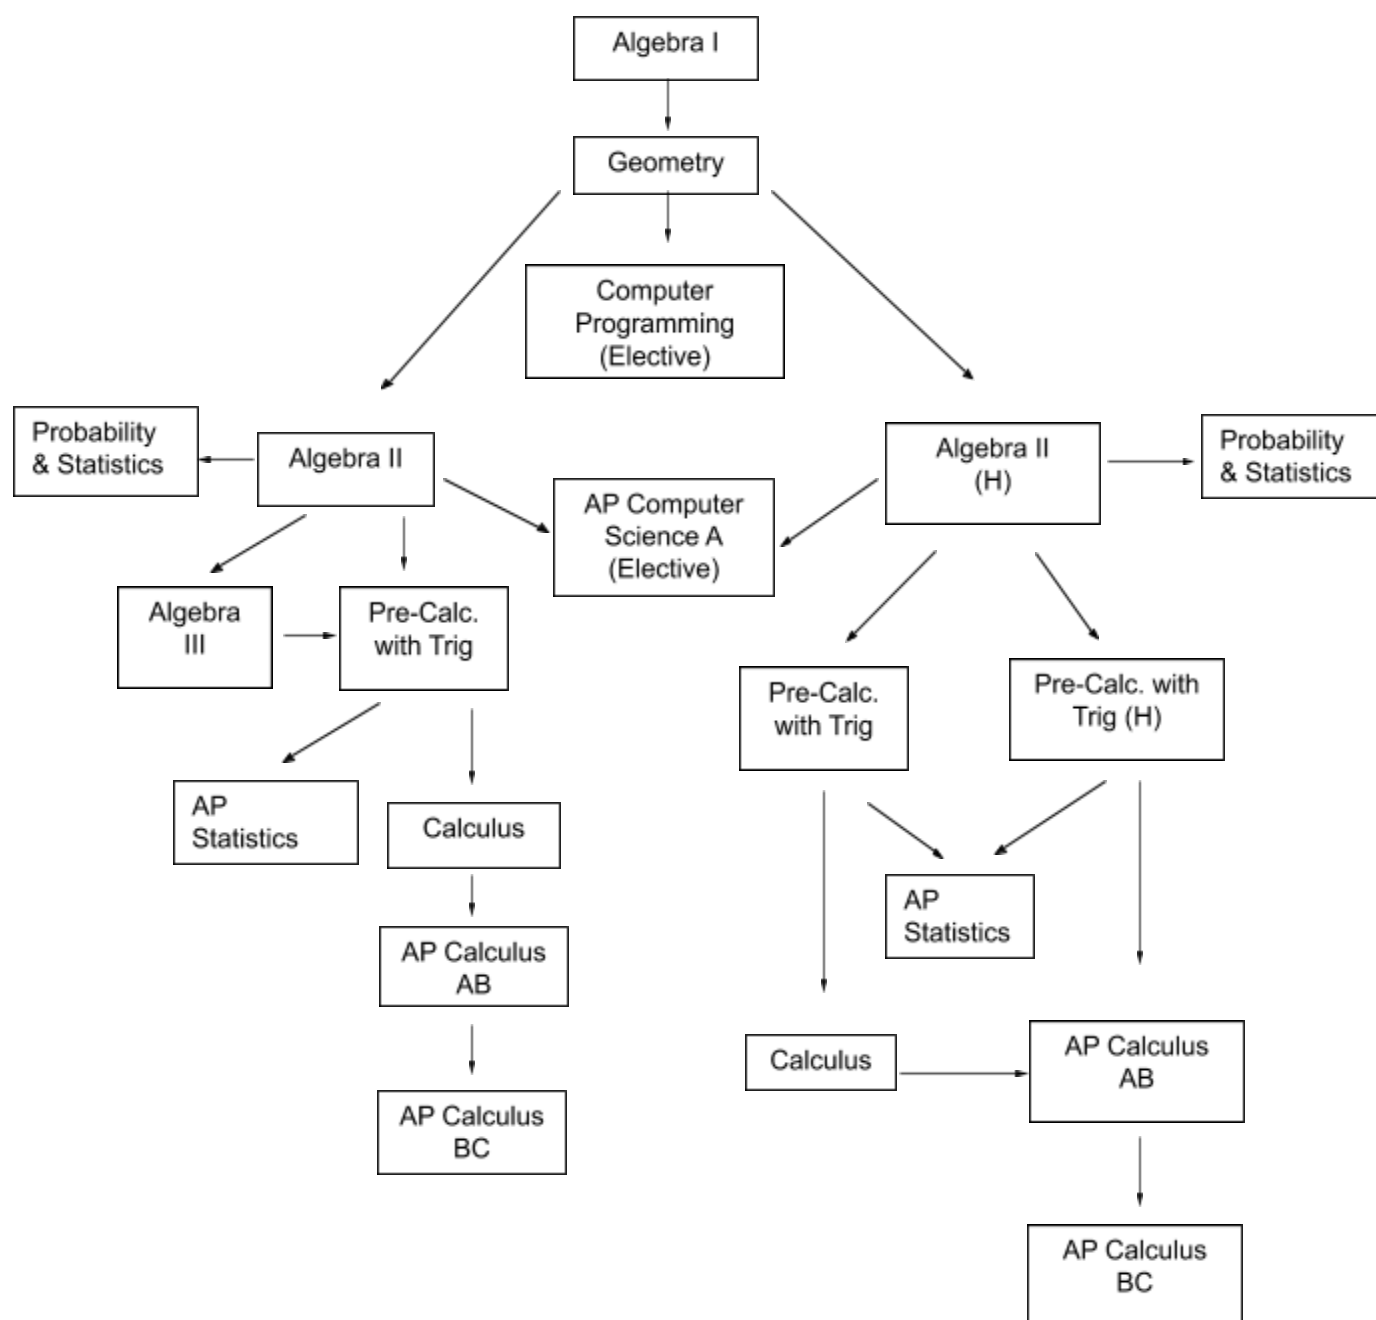 Algebra I
Geometry
Computer
Programming
(Elective)
Probability
& Statistics
Algebra II
AP Computer
Science A
(Elective)
Algebra II
(H)
Probability
& Statistics
Algebra
III
Pre-Calc.
with Trig
Pre-Calc.
with Trig
Pre-Calc. with
Trig (H)
AP
Statistics
Calculus
AP
Statistics
AP Calculus
AB
Calculus
AP Calculus
AB
AP Calculus
BC
AP Calculus
BC